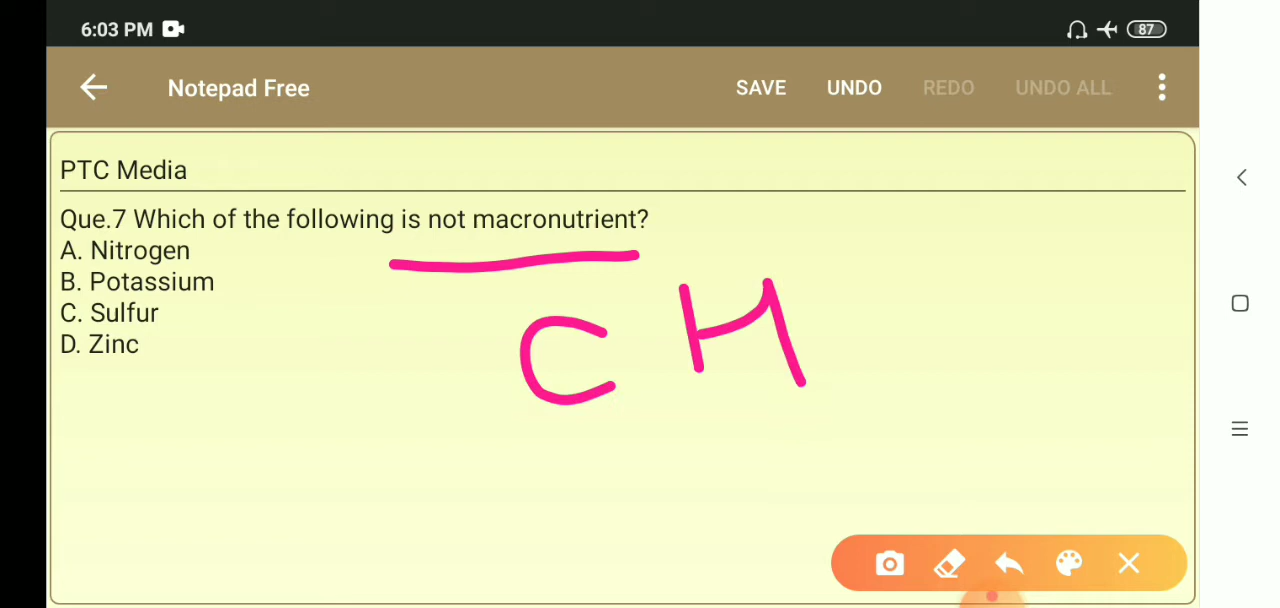 6:03 PM
87
Notepad Free
SAVE UNDO REDO UNDO ALL
PTC Media
Que.7 Which of the following is not macronutrient?
A. Nitrogen
B. Potassium
C. Sulfur
D. Zinc
C H